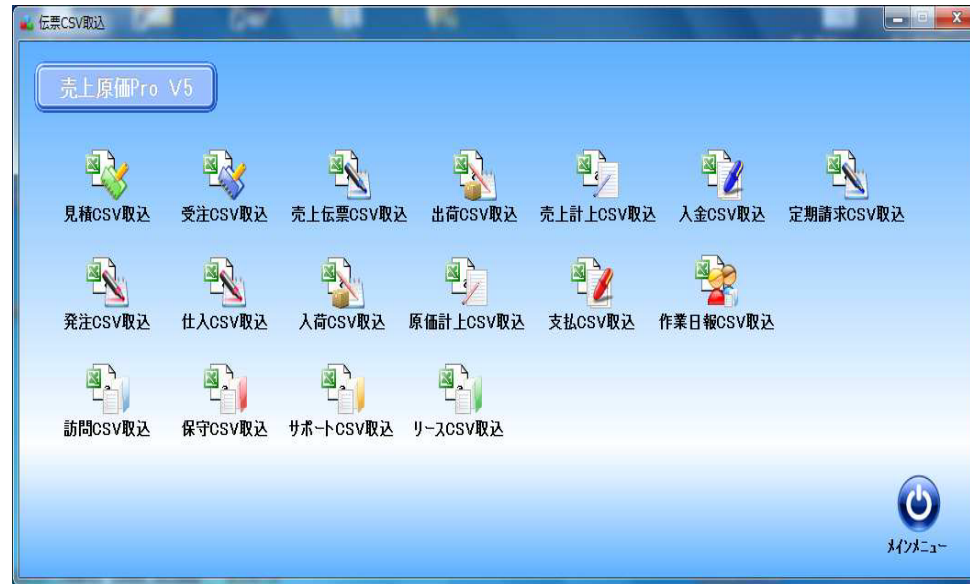 伝票CSV取込
売上原価Pro V5
見積CSV取込 受注CSV取込 売上伝票CSV取込 出荷CSV取込 売上計上CSV取込 入金CSV取込 定期請求CSV取込
発注CSV取込 仕入CSV取込 入荷CSV取込 原価計上CSV取込 支払CSV取込 作業日報CSV取込
訪問CSV取込 保守CSV取込 ｻﾎﾟｰﾄCSV取込 ﾘｰｽCSV取込
ﾒｲﾝﾒﾆｭｰ